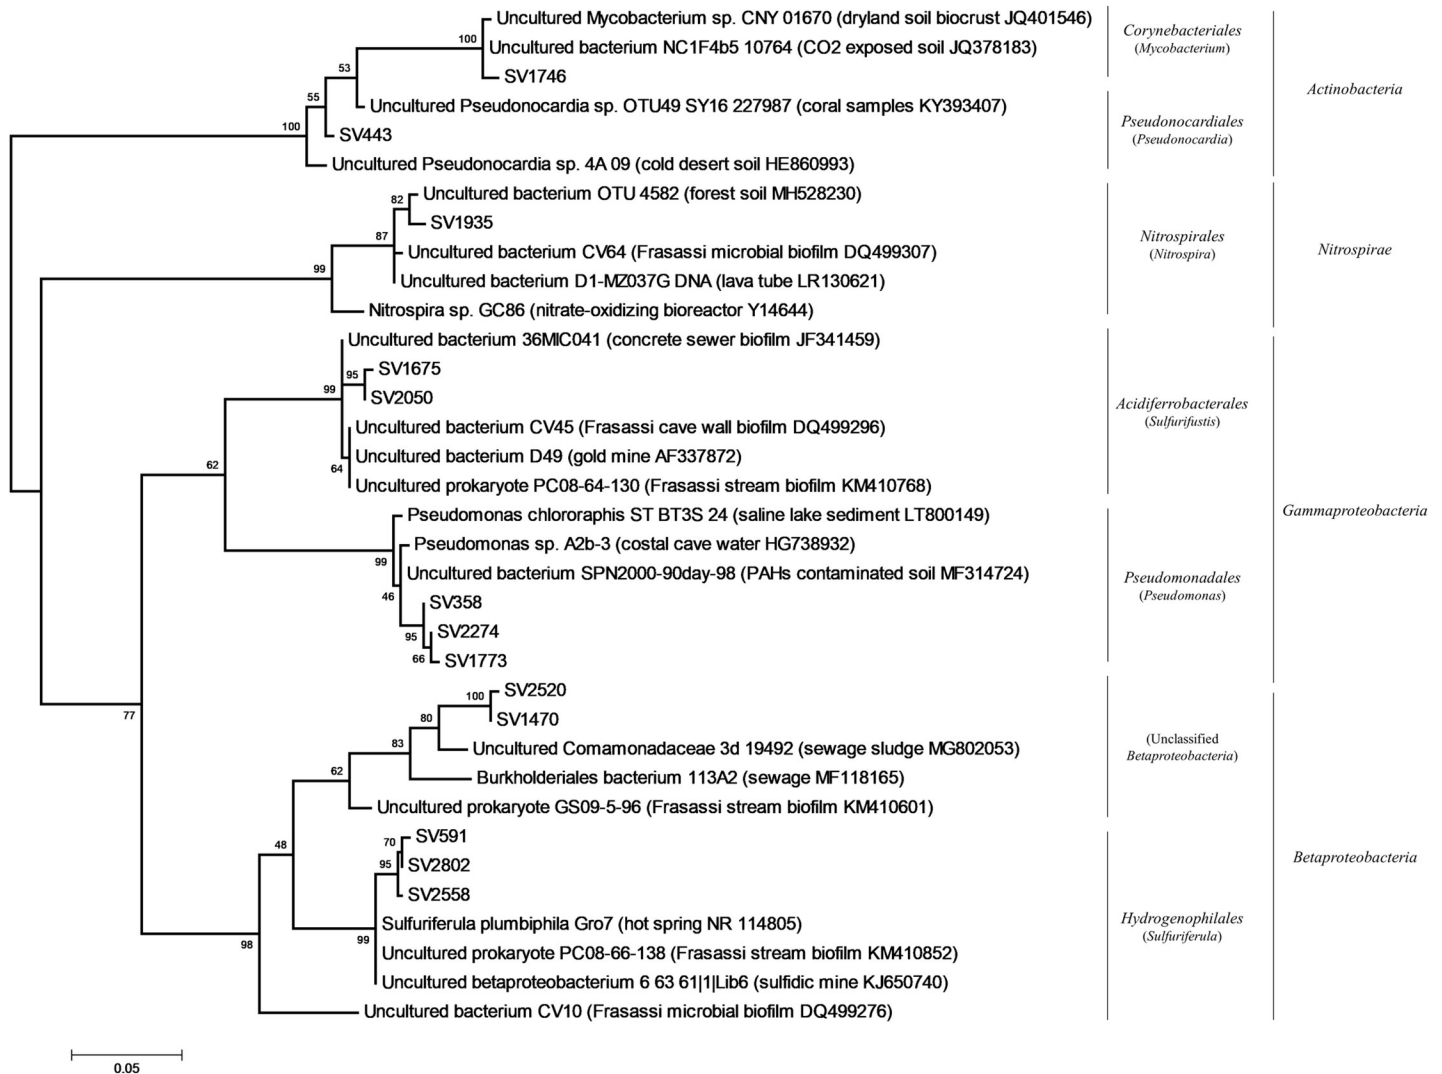 Uncultured Mycobacterium sp. CNY 01670 (dryland soil biocrust JQ401546)
100
Uncultured bacterium NC1F4b5 10764 (CO2 exposed soil JQ378183)
53
SV1746
55
Uncultured Pseudonocardia sp. OTU49 SY16 227987 (coral samples KY393407)
100
SV443
Uncultured Pseudonocardia sp. 4A 09 (cold desert soil HE860993)
Corynebacteriales
(Mycobacterium)
Pseudonocardiales
(Pseudonocardia)
Actinobacteria
82
Uncultured bacterium OTU 4582 (forest soil MH528230)
SV1935
87
Uncultured bacterium CV64 (Frasassi microbial biofilm DQ499307)
99
Uncultured bacterium D1-MZ037G DNA (lava tube LR130621)
Nitrospira sp. GC86 (nitrate-oxidizing bioreactor Y14644)
Nitrospirales
(Nitrospira)
Nitrospirae
Uncultured bacterium 36MIC041 (concrete sewer biofilm JF341459)
95
SV1675
99
SV2050
Uncultured bacterium CV45 (Frasassi cave wall biofilm DQ499296)
62
64
Uncultured bacterium D49 (gold mine AF337872)
Uncultured prokaryote PC08-64-130 (Frasassi stream biofilm KM410768)
Acidiferrobacterales
(Sulfurifustis)
Pseudomonas chlororaphis ST BT3S 24 (saline lake sediment LT800149)
Pseudomonas sp. A2b-3 (costal cave water HG738932)
99
Uncultured bacterium SPN2000-90day-98 (PAHs contaminated soil MF314724)
46
SV358
95
SV2274
66
SV1773
Pseudomonadales
(Pseudomonas)
Gammaproteobacteria
77
100
SV2520
80
SV1470
83
Uncultured Comamonadaceae 3d 19492 (sewage sludge MG802053)
62
Burkholderiales bacterium 113A2 (sewage MF118165)
Uncultured prokaryote GS09-5-96 (Frasassi stream biofilm KM410601)
(Unclassified
Betaproteobacteria)
48
70
SV591
95
SV2802
SV2558
Sulfuriferula plumbiphila Gro7 (hot spring NR 114805)
99
98
Uncultured prokaryote PC08-66-138 (Frasassi stream biofilm KM410852)
Uncultured betaproteobacterium 6 63 61|1|Lib6 (sulfidic mine KJ650740)
Uncultured bacterium CV10 (Frasassi microbial biofilm DQ499276)
Hydrogenophilales
(Sulfuriferula)
Betaproteobacteria
0.05